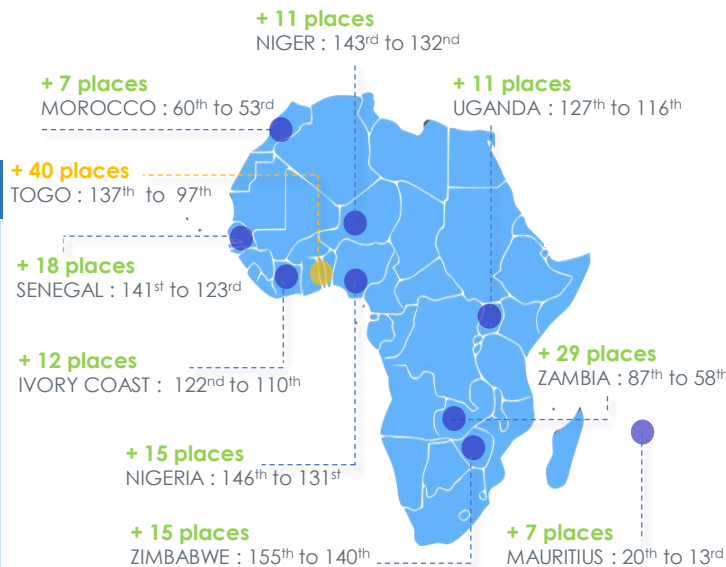 + 11 places
NIGER : 143rd to 132nd
+ 7 places
MOROCCO : 60th to 53rd
+ 11 places
UGANDA : 127th to 116th
+ 40 places
TOGO : 137th to 97th
+ 18 places
SENEGAL : 141st to 123rd
+ 12 places
IVORY COAST : 122nd to 110th
+ 29 places
ZAMBIA : 87th to 58th
+ 15 places
NIGERIA : 146th to 131st
+ 15 places
ZIMBABWE : 155th to 140th
+ 7 places
MAURITIUS : 20th to 13rd